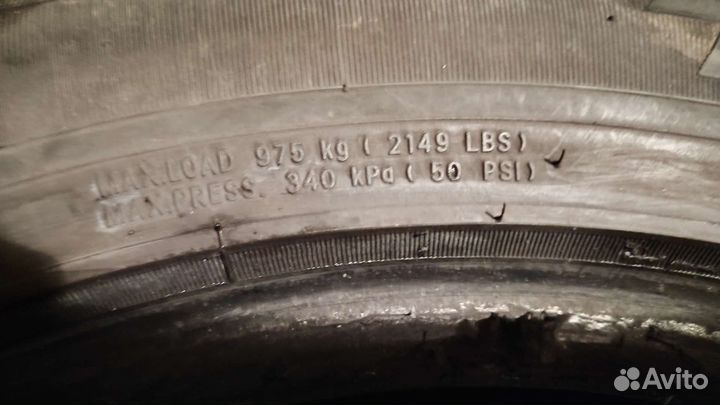 MAX.LOAD 975 kg ( 2149 LBS )
MAX.PRESS. 340 kPa ( 50 PSI )
Avito